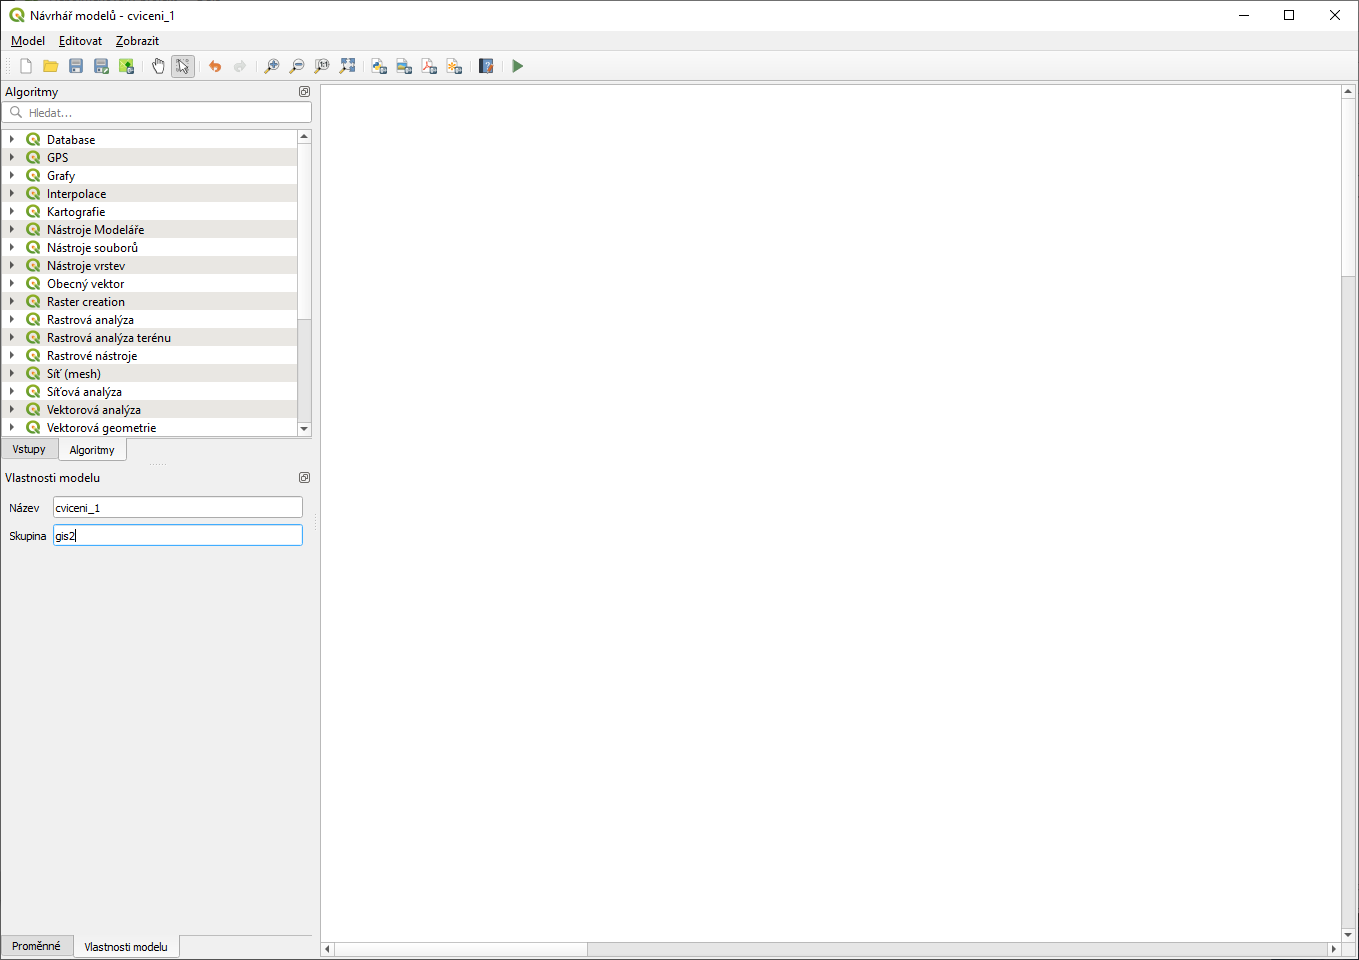 Návrhář modelů - cviceni_1
Model Editovat Zobrazit
Algoritmy
Hledat...
Database
GPS
Grafy
Interpolace
Kartografie
Nástroje Modeláře
Nástroje souborů
Nástroje vrstev
Obecný vektor
Raster creation
Rastrová analýza
Rastrová analýza terénu
Rastrové nástroje
Síť (mesh)
Síťová analýza
Vektorová analýza
Vektorová geometrie
Vstupy Algoritmy
Vlastnosti modelu
Název cviceni_1
Skupina gis2
Proměnné Vlastnosti modelu